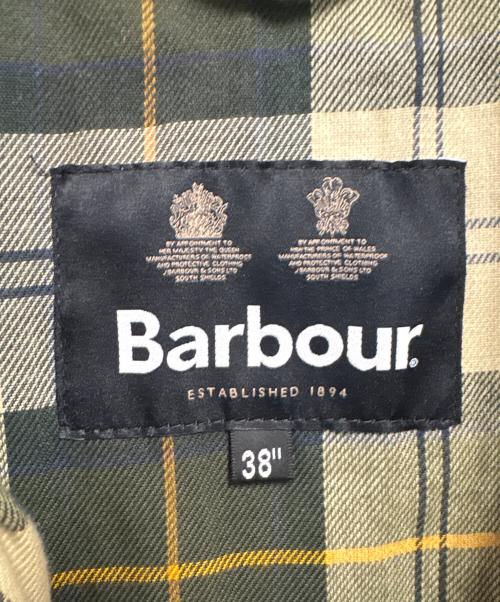 BY APPOINTMENT TO
HER MAJESTY THE QUEEN
MANUFACTURERS OF WATERPROOF
AND PROTECTIVE CLOTHING
J BARBOUR & SONS LTD
SOUTH SHIELDS
BY APPOINTMENT TO
HRH THE PRINCE OF WALES
MANUFACTURERS OF WATERPROOF
AND PROTECTIVE CLOTHING
J BARBOUR & SONS LTD
SOUTH SHIELDS
Barbour®
ESTABLISHED 1894
38"